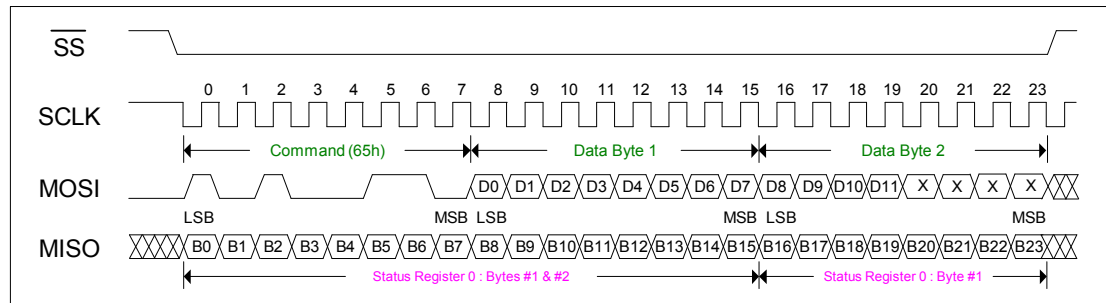 SS
0 1 2 3 4 5 6 7 8 9 10 11 12 13 14 15 16 17 18 19 20 21 22 23
SCLK
Command (65h) Data Byte 1 Data Byte 2
MOSI D0 D1 D2 D3 D4 D5 D6 D7 D8 D9 D10 D11 X X X X
LSB MSB LSB MSB LSB MSB
MISO B0 B1 B2 B3 B4 B5 B6 B7 B8 B9 B10 B11 B12 B13 B14 B15 B16 B17 B18 B19 B20 B21 B22 B23
Status Register 0 : Bytes #1 & #2 Status Register 0 : Byte #1